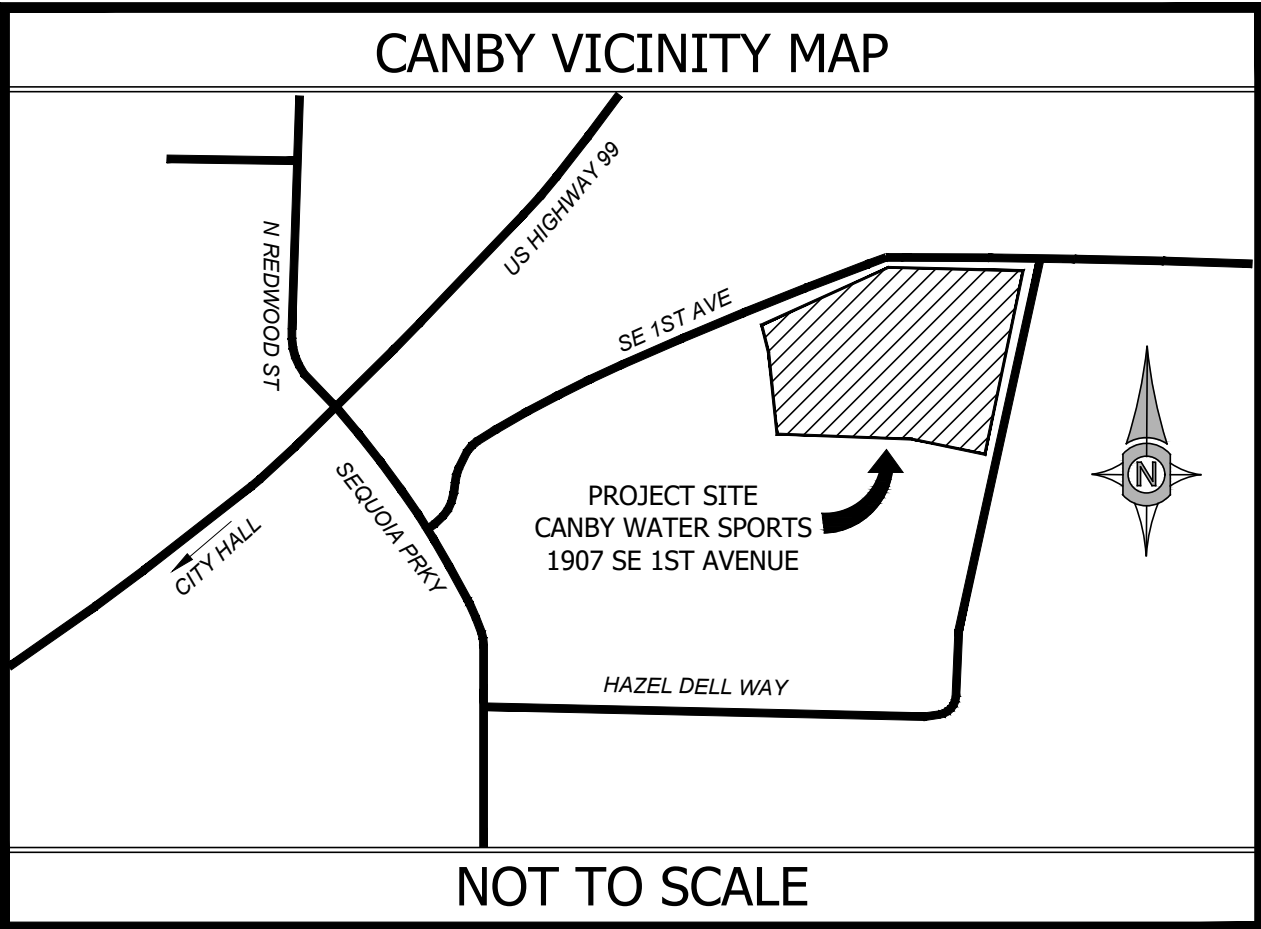 CANBY VICINITY MAP
US HIGHWAY 99
N REDWOOD ST
SE 1ST AVE
SEQUOIA PRKY
CITY HALL
N
PROJECT SITE
CANBY WATER SPORTS
1907 SE 1ST AVENUE
HAZEL DELL WAY
NOT TO SCALE